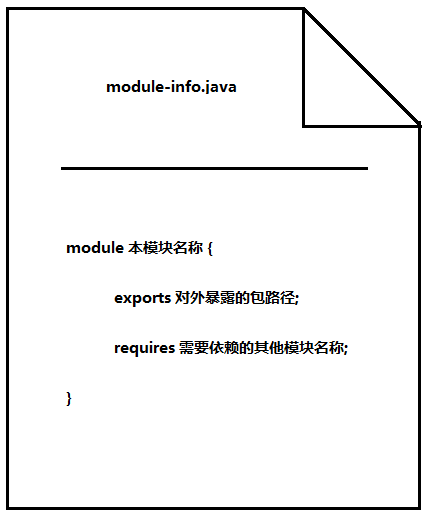 module-info.java
module 本模块名称 {
exports 对外暴露的包路径;
requires 需要依赖的其他模块名称;
}